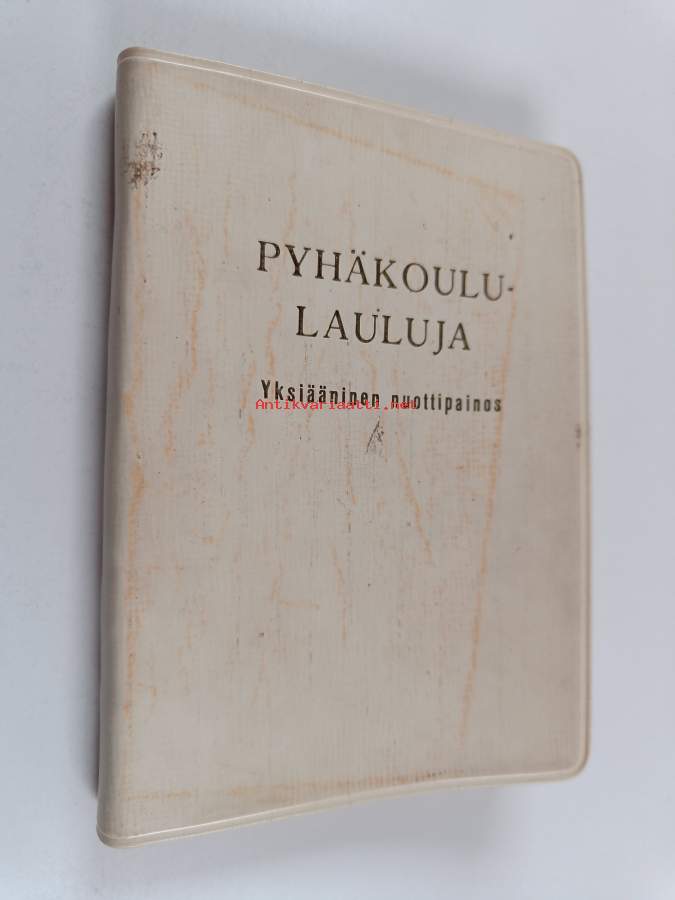 PYHÄKOULU-
LAULUJA
Yksiääninen nuottipainos
Antikvariaatti.net